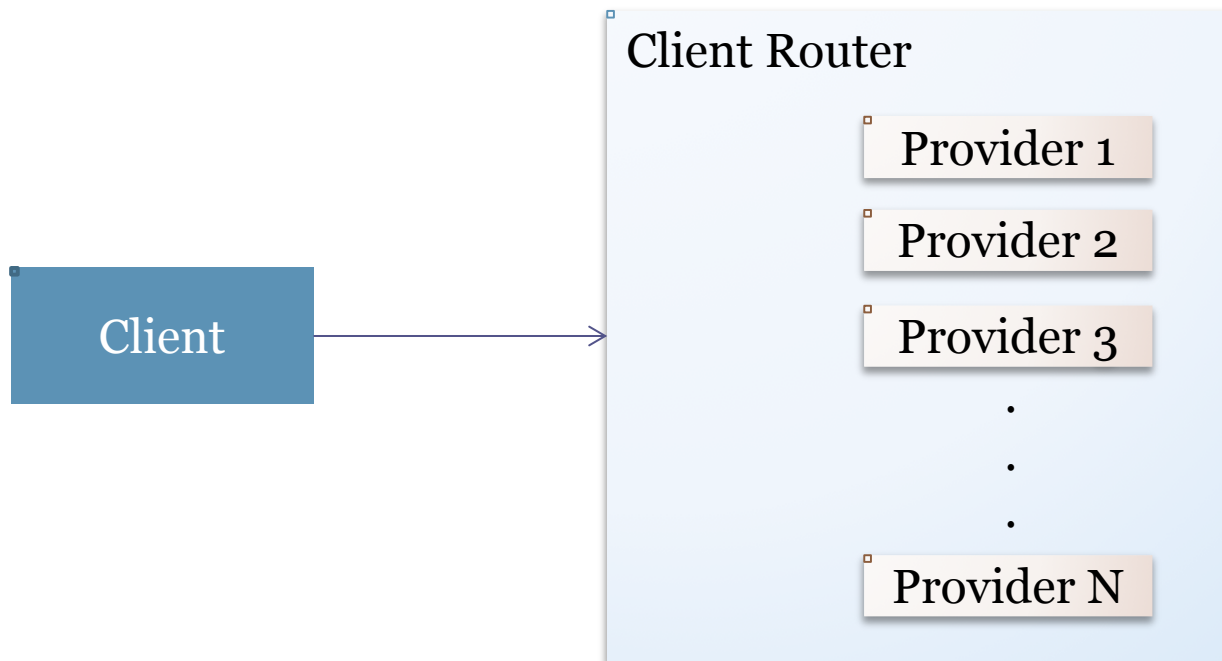 Client Router
Provider 1
Provider 2
Client
Provider 3
.
.
.
Provider N